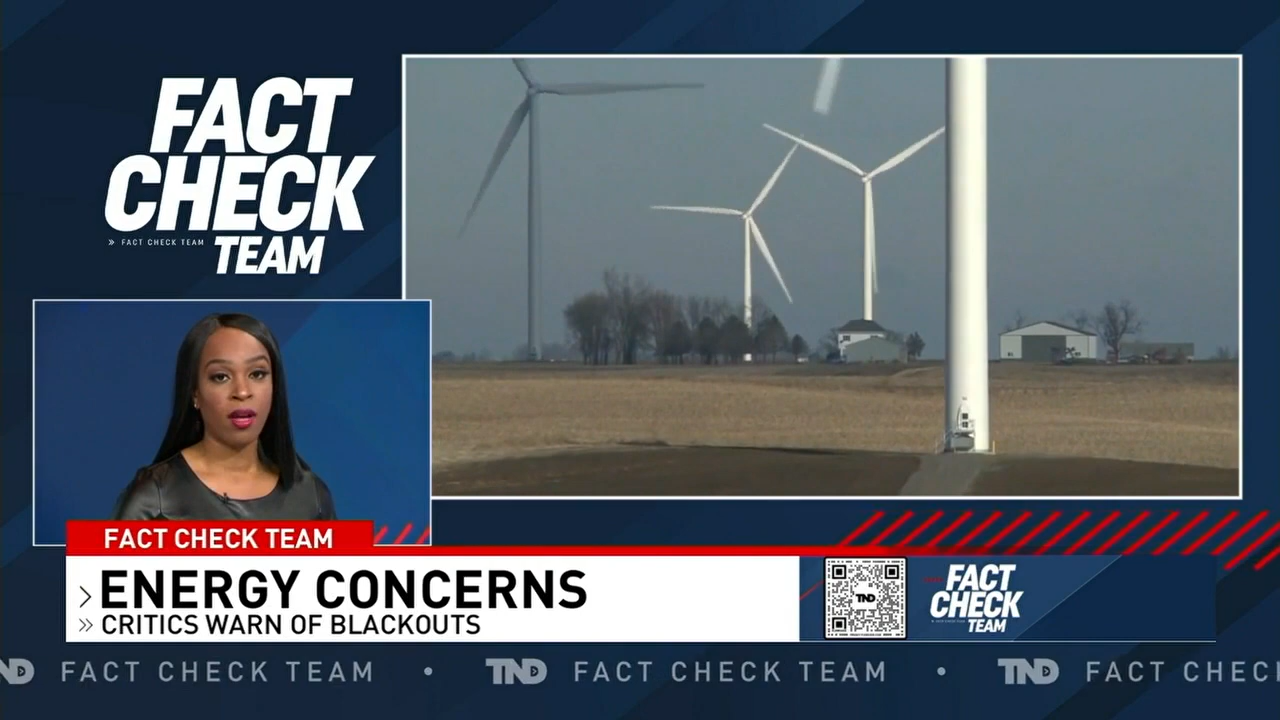 FACT
CHECK
» FACT CHECK TEAM
TEAM
FACT CHECK TEAM
ENERGY CONCERNS
» CRITICS WARN OF BLACKOUTS
TND
FACT
CHECK
TEAM
ND FACT CHECK TEAM • TND FACT CHECK TEAM • TND FACT CHEC